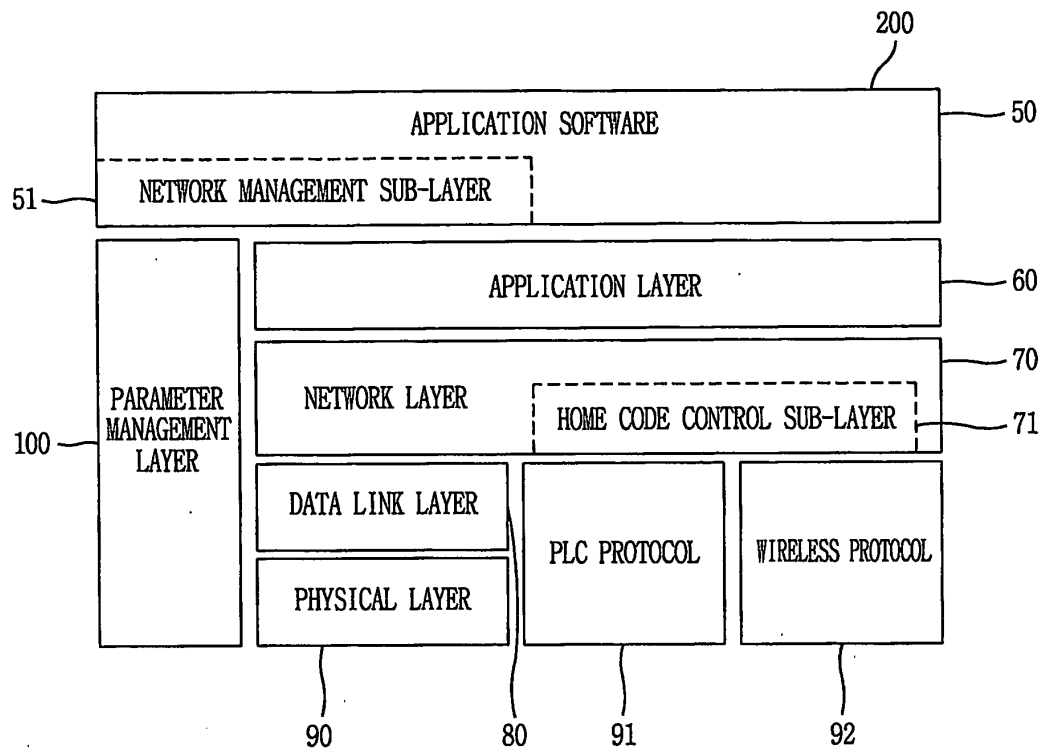 200
APPLICATION SOFTWARE
50
NETWORK MANAGEMENT SUB-LAYER
51
APPLICATION LAYER
60
NETWORK LAYER
70
HOME CODE CONTROL SUB-LAYER
71
PARAMETER
MANAGEMENT
LAYER
100
DATA LINK LAYER
PLC PROTOCOL
WIRELESS PROTOCOL
PHYSICAL LAYER
90
80
91
92